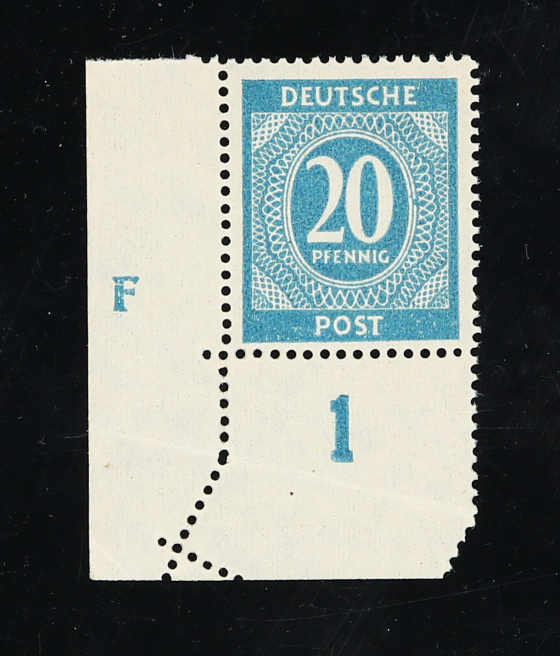 DEUTSCHE
20
PFENNIG
POST
F
1